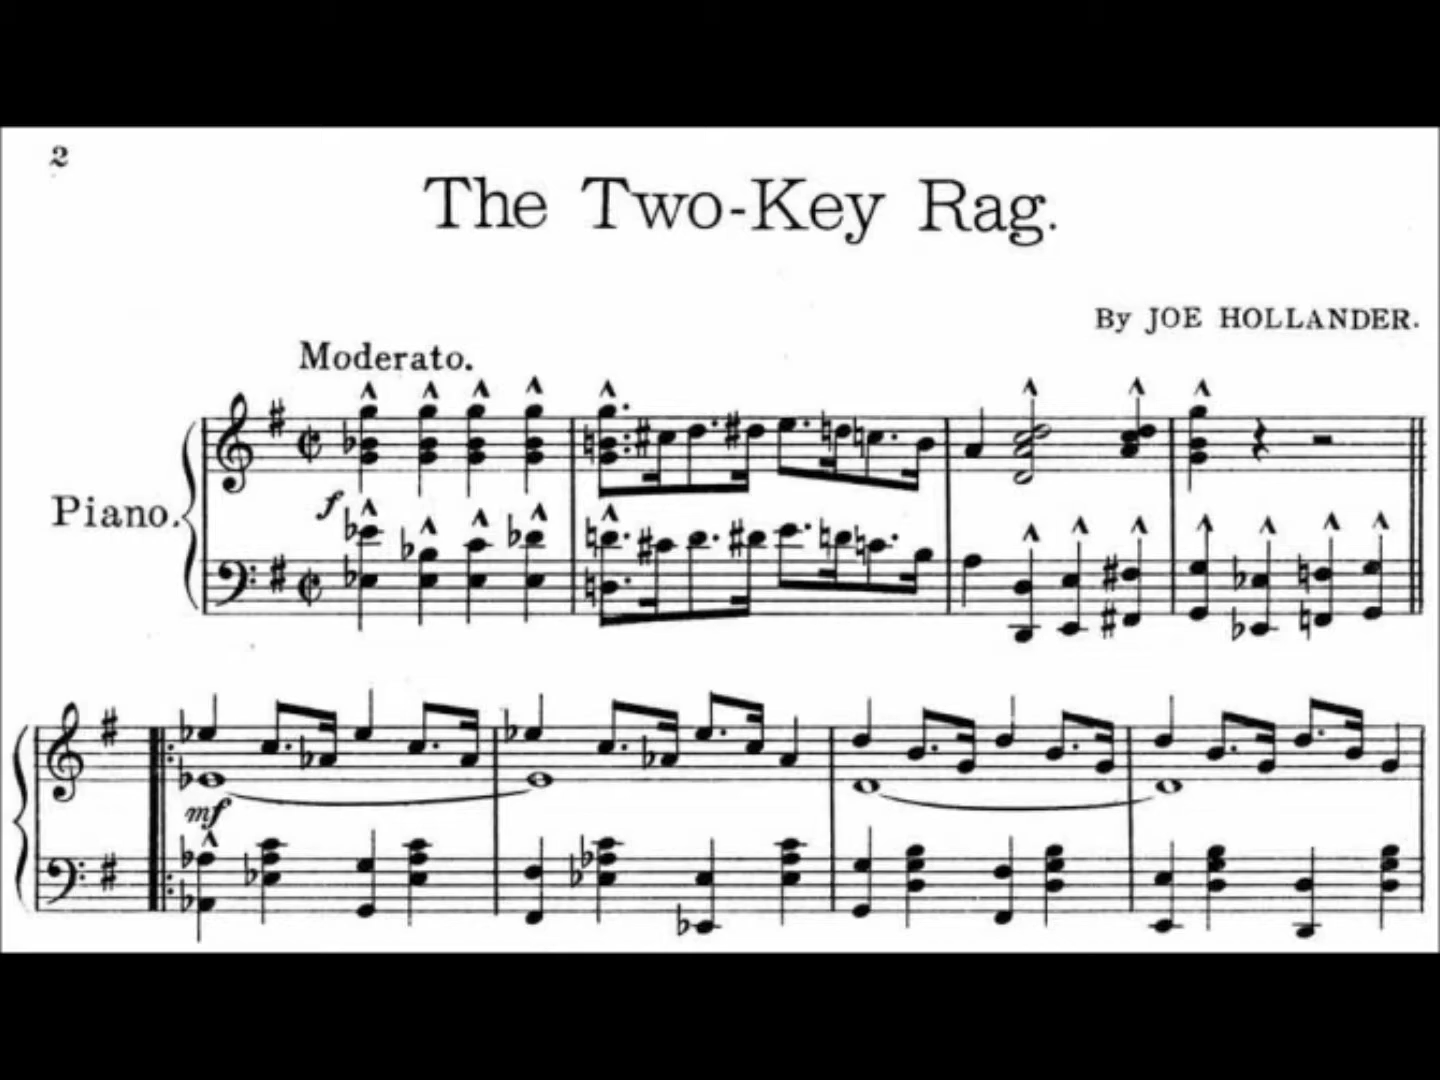 2
The Two-Key Rag.
By JOE HOLLANDER.
Moderato.
Piano.
f
mf